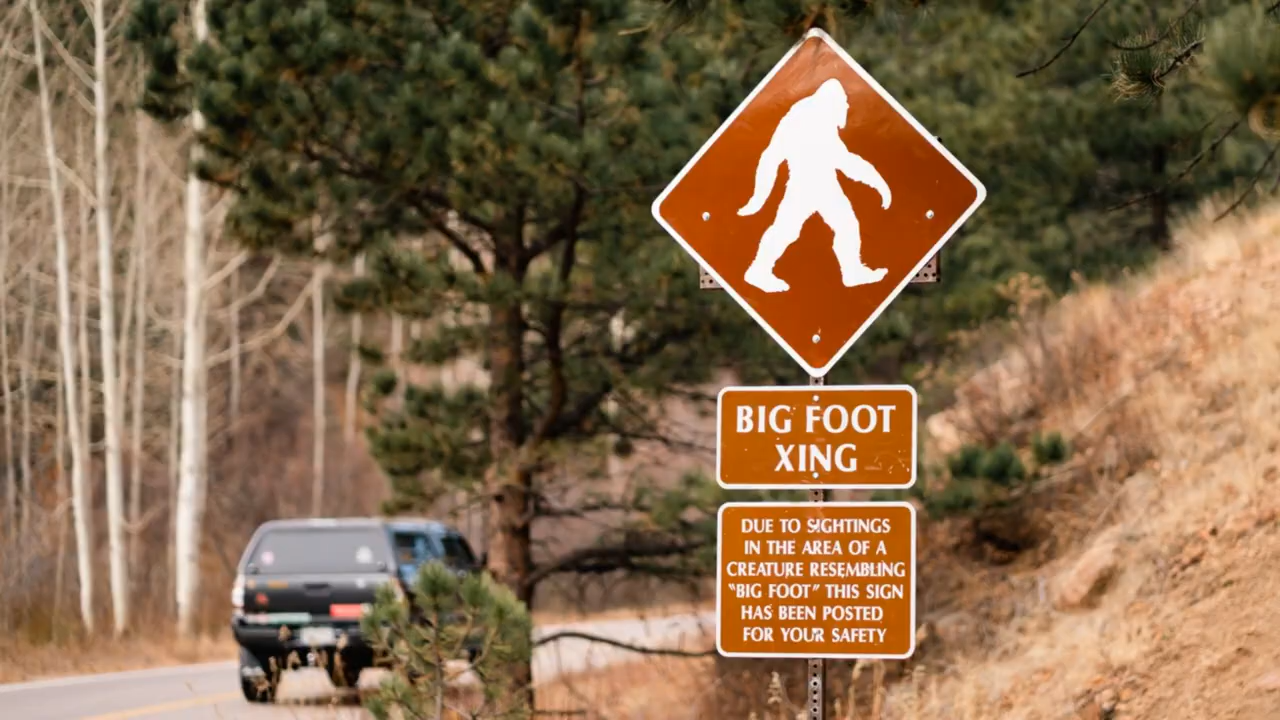 BIG FOOT
XING
DUE TO SIGHTINGS
IN THE AREA OF A
CREATURE RESEMBLING
"BIG FOOT" THIS SIGN
HAS BEEN POSTED
FOR YOUR SAFETY